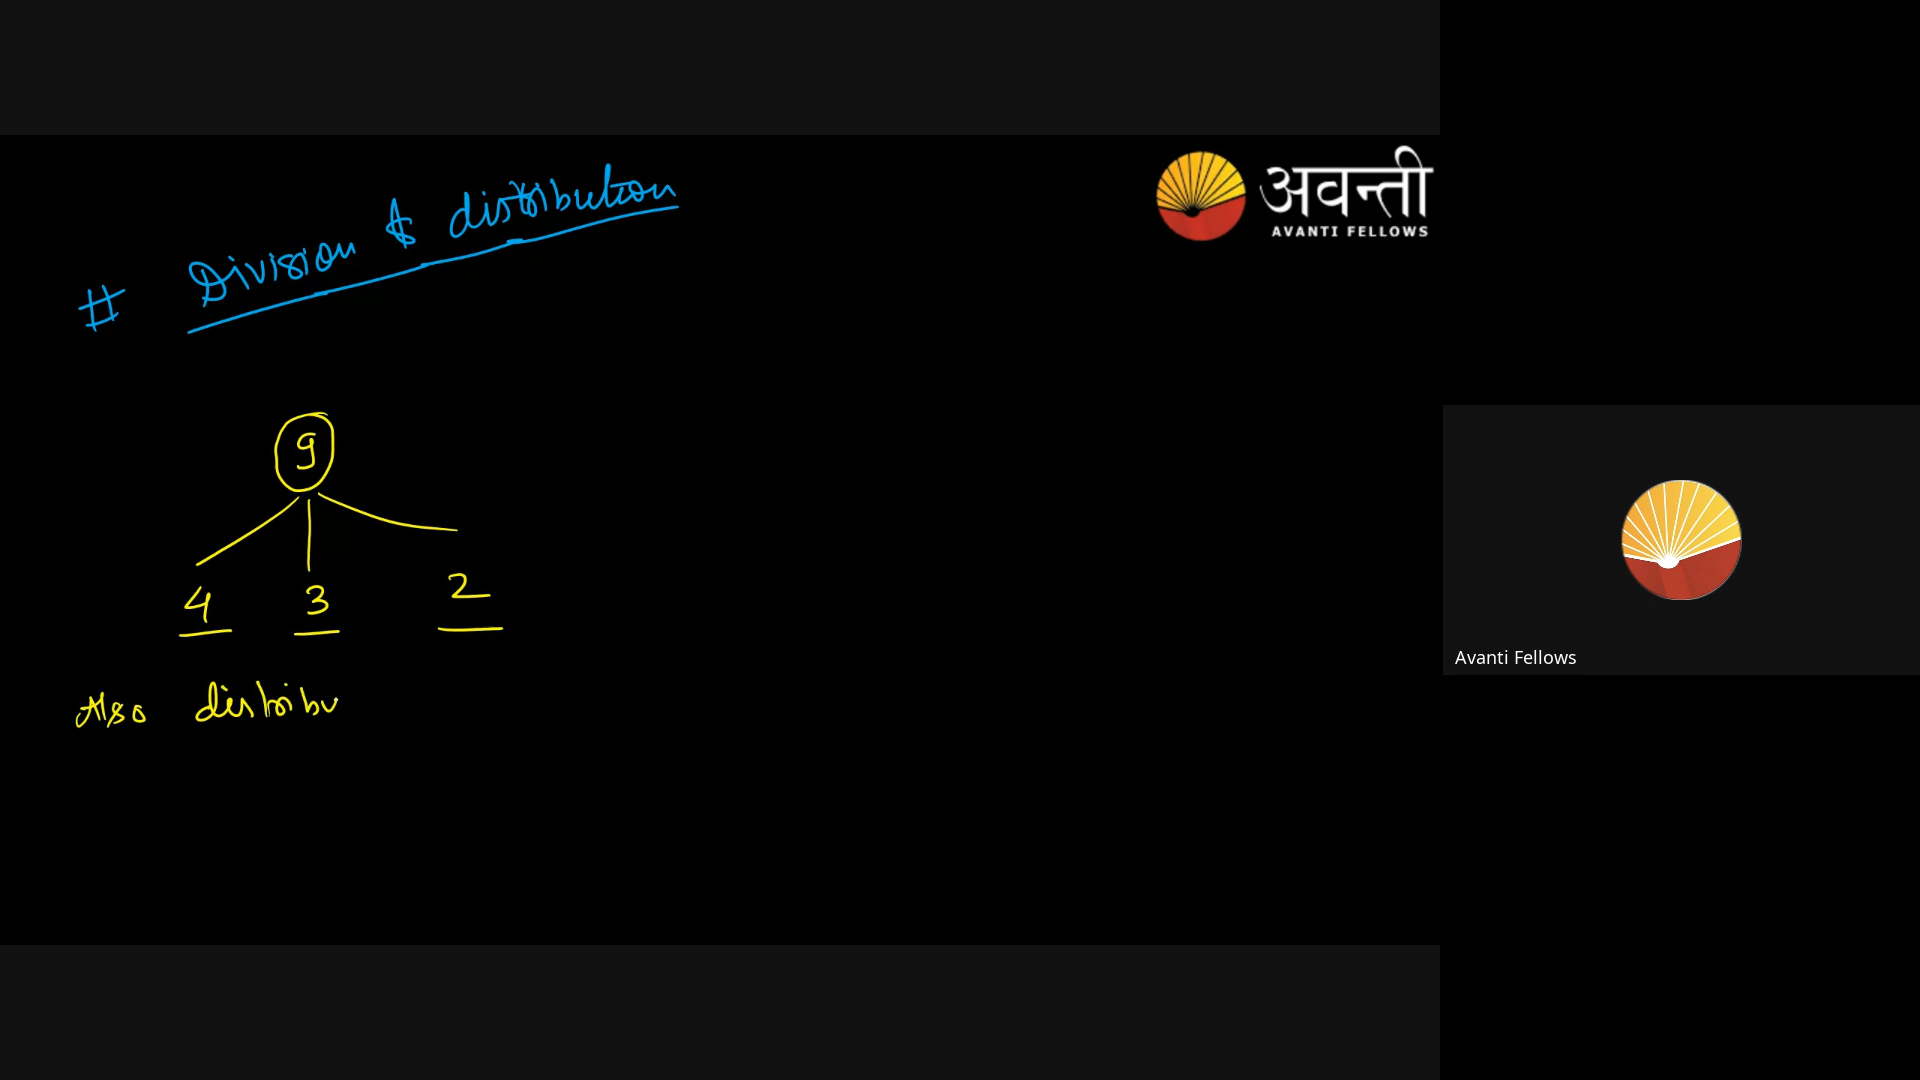 # Division & distribution
अवन्ती
AVANTI FELLOWS
9
4 3 2
Also distribu
Avanti Fellows